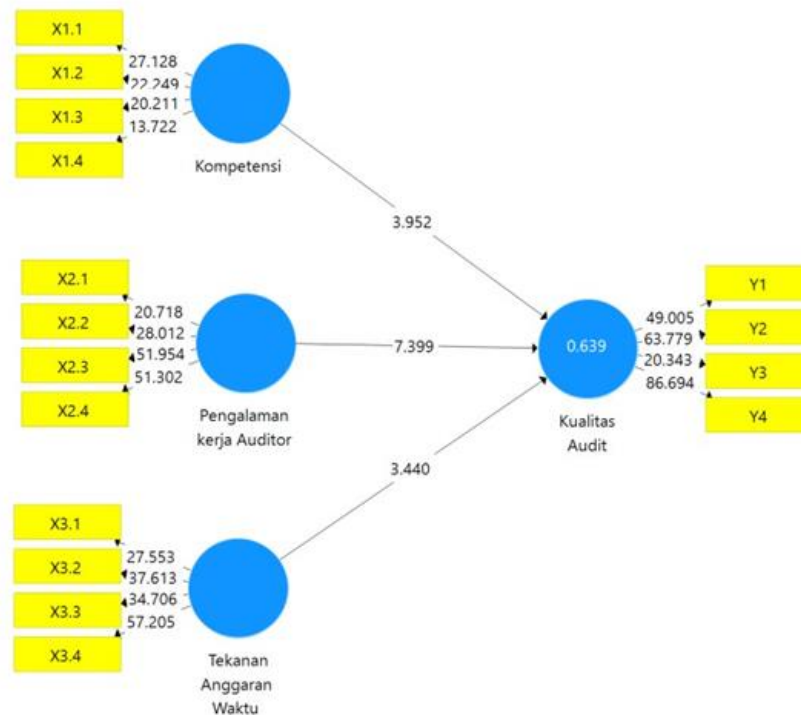 X1.1
X1.2
X1.3
X1.4
27.128
22.249
20.211
13.722
Kompetensi
3.952
X2.1
X2.2
X2.3
X2.4
20.718
28.012
51.954
51.302
Pengalaman
kerja Auditor
7.399
X3.1
X3.2
X3.3
X3.4
27.553
37.613
34.706
57.205
Tekanan
Anggaran
Waktu
3.440
0.639
Kualitas
Audit
49.005
63.779
20.343
86.694
Y1
Y2
Y3
Y4